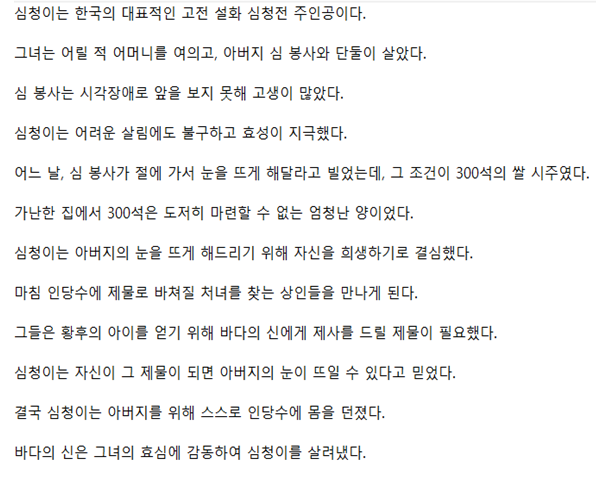 심청이는 한국의 대표적인 고전 설화 심청전 주인공이다.
그녀는 어릴 적 어머니를 여의고, 아버지 심 봉사와 단둘이 살았다.
심 봉사는 시각장애로 앞을 보지 못해 고생이 많았다.
심청이는 어려운 살림에도 불구하고 효성이 지극했다.
어느 날, 심 봉사가 절에 가서 눈을 뜨게 해달라고 빌었는데, 그 조건이 300석의 쌀 시주였다.
가난한 집에서 300석은 도저히 마련할 수 없는 엄청난 양이었다.
심청이는 아버지의 눈을 뜨게 해드리기 위해 자신을 희생하기로 결심했다.
마침 인당수에 제물로 바쳐질 처녀를 찾는 상인들을 만나게 된다.
그들은 황후의 아이를 얻기 위해 바다의 신에게 제사를 드릴 제물이 필요했다.
심청이는 자신이 그 제물이 되면 아버지의 눈이 뜨일 수 있다고 믿었다.
결국 심청이는 아버지를 위해 스스로 인당수에 몸을 던졌다.
바다의 신은 그녀의 효심에 감동하여 심청이를 살려냈다.